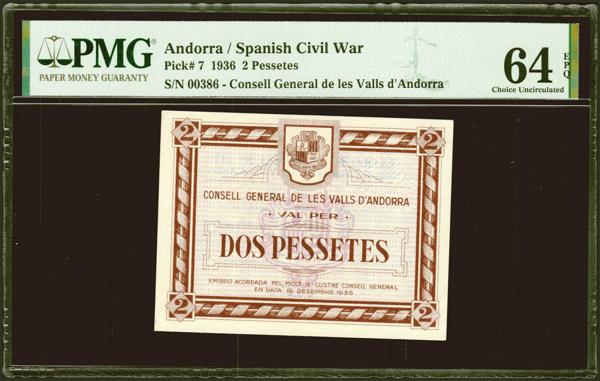 PMG
PAPER MONEY GUARANTY
Andorra / Spanish Civil War
Pick# 7 1936 2 Pessetes
S/N 00386 - Consell General de les Valls d'Andorra
64 EPQ
Choice Uncirculated
2 2
CONSELL GENERAL DE LES VALLS D'ANDORRA
· VAL PER ·
DOS PESSETES
EMISSIO ACORDADA PEL MOLT IL·LUSTRE CONSELL GENERAL
EN DATA 19 DESEMBRE 1936
2 2